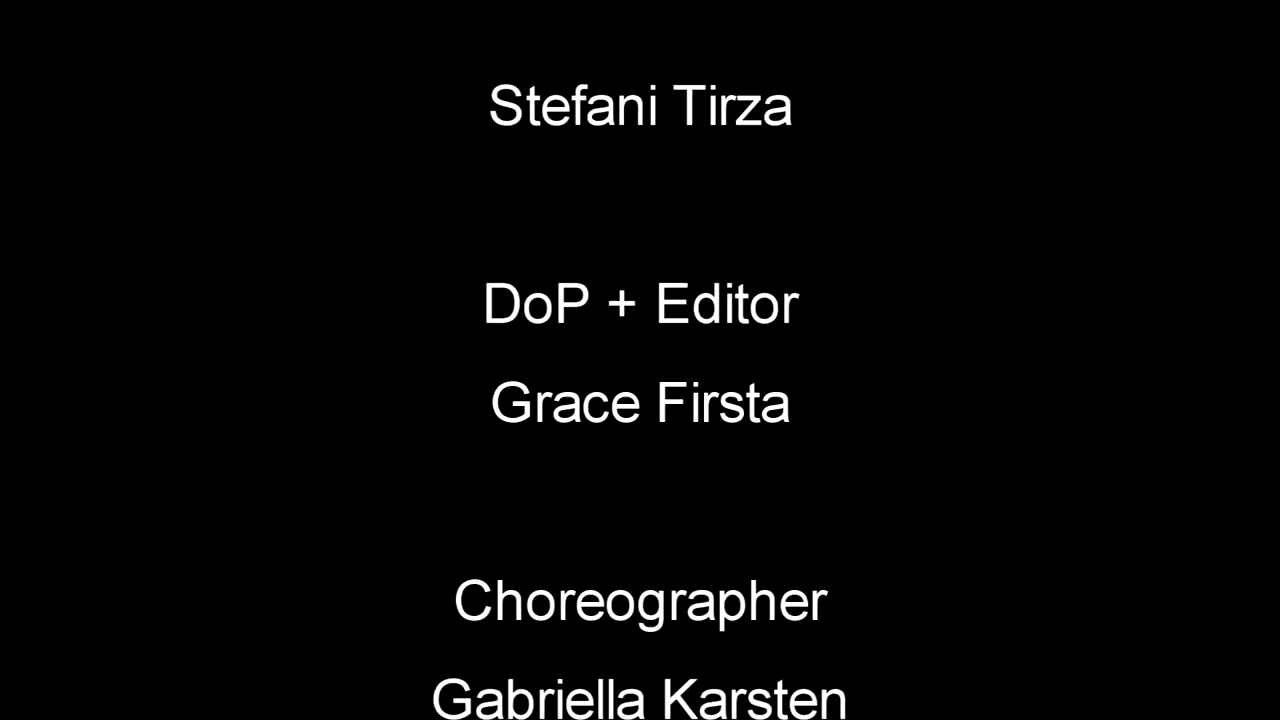 Stefani Tirza
DoP + Editor
Grace Firsta
Choreographer
Gabriella Karsten